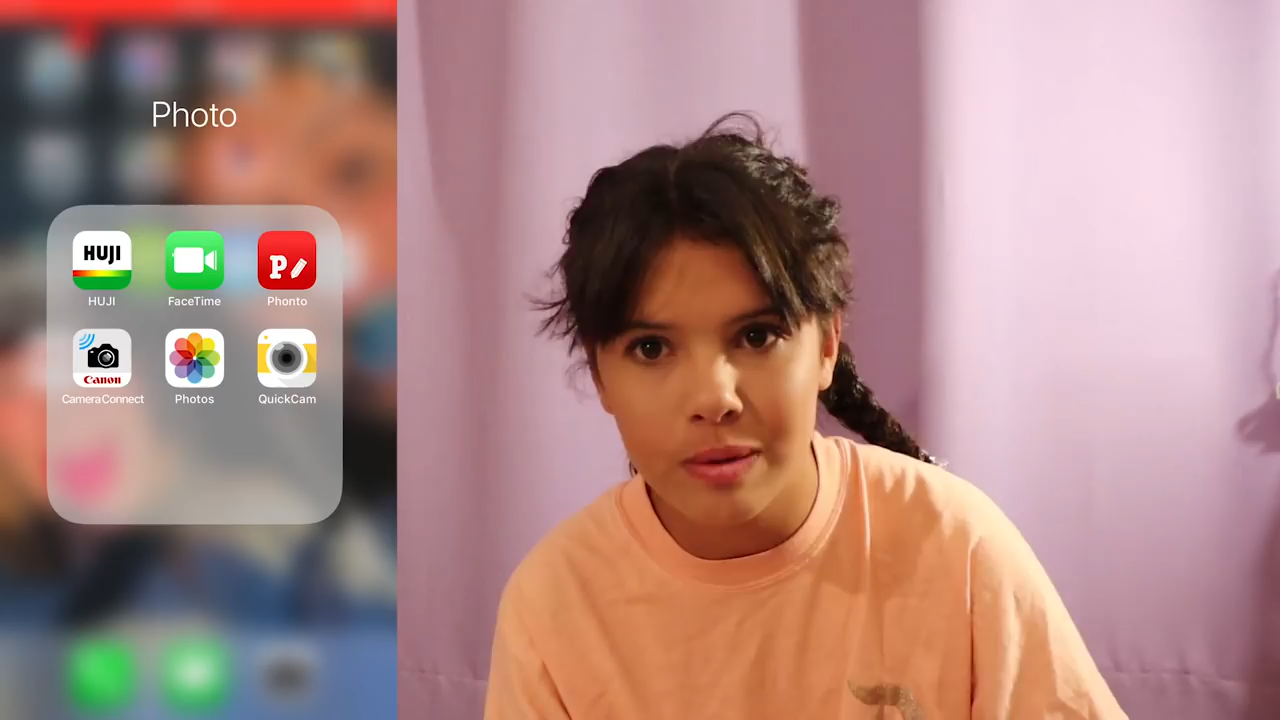 Photo
HUJI
HUJI FaceTime Phonto
P
Canon
CameraConnect Photos QuickCam